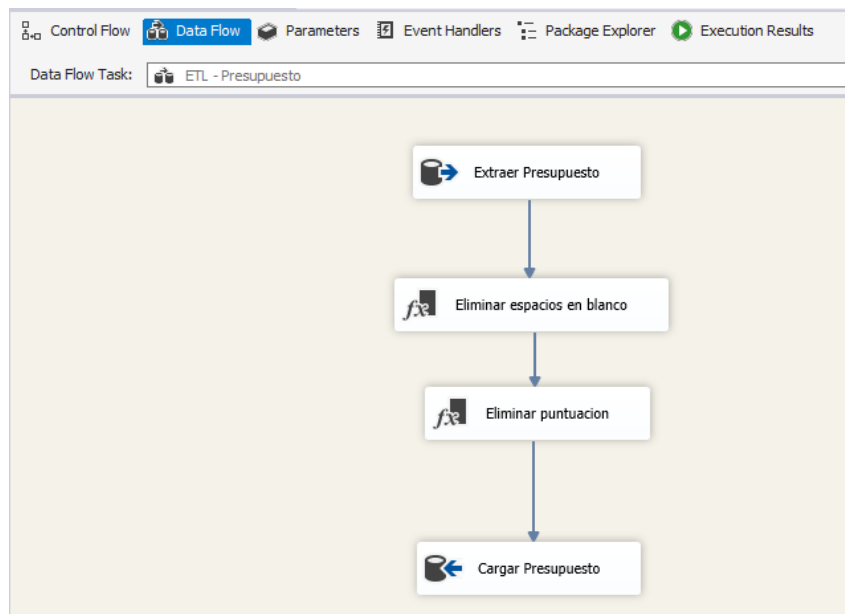 Control Flow Data Flow Parameters Event Handlers Package Explorer Execution Results
Data Flow Task: ETL - Presupuesto
Extraer Presupuesto
Eliminar espacios en blanco
Eliminar puntuacion
Cargar Presupuesto